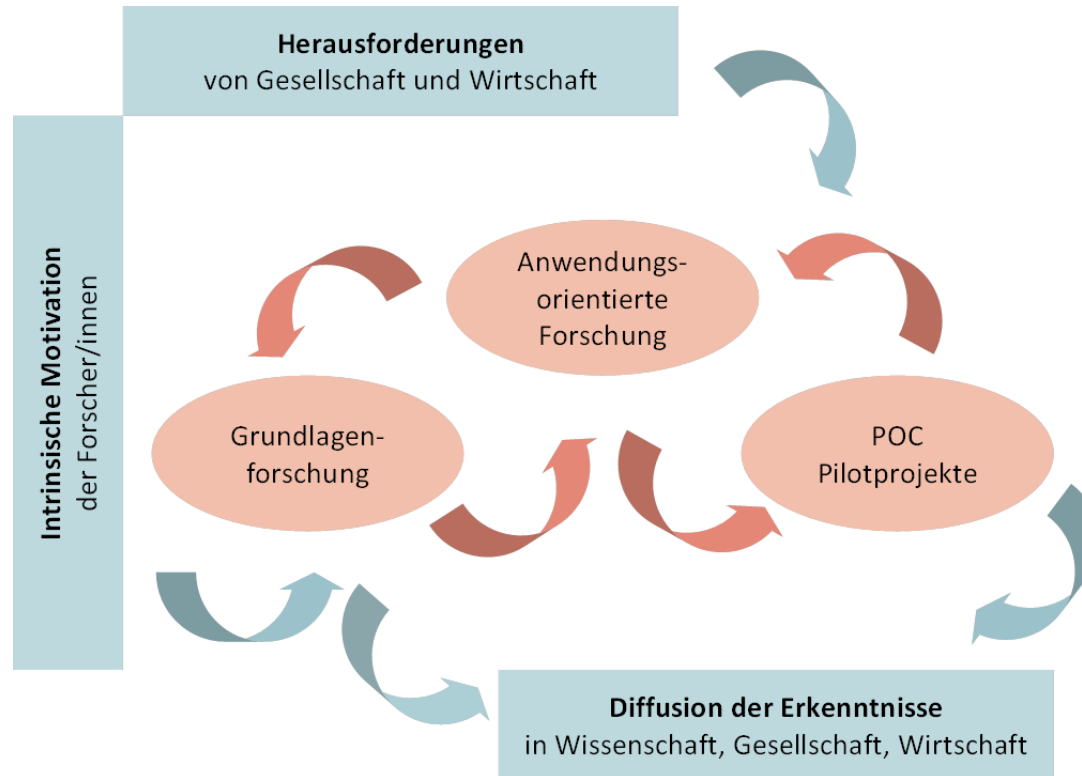 Herausforderungen
von Gesellschaft und Wirtschaft
Intrinsische Motivation
der Forscher/innen
Anwendungs-
orientierte
Forschung
Grundlagen-
forschung
POC
Pilotprojekte
Diffusion der Erkenntnisse
in Wissenschaft, Gesellschaft, Wirtschaft